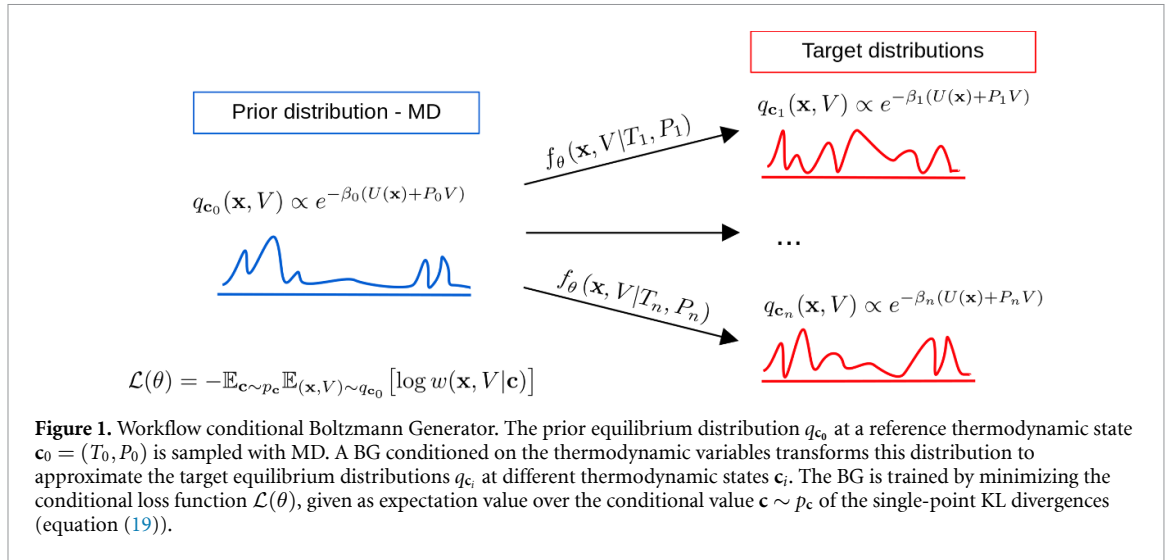 Target distributions
Prior distribution - MD
q_{c_1}(x, V) ∝ e^{-β_1(U(x)+P_1V)}
f_θ(x, V|T_1, P_1)
q_{c_0}(x, V) ∝ e^{-β_0(U(x)+P_0V)}
...
f_θ(x, V|T_n, P_n)
q_{c_n}(x, V) ∝ e^{-β_n(U(x)+P_nV)}
ℒ(θ) = −𝔼_{c∼p_c}𝔼_{(x,V)∼q_{c_0}} [log w(x, V|c)]
Figure 1. Workflow conditional Boltzmann Generator. The prior equilibrium distribution q_{c_0} at a reference thermodynamic state
c_0 = (T_0, P_0) is sampled with MD. A BG conditioned on the thermodynamic variables transforms this distribution to
approximate the target equilibrium distributions q_{c_i} at different thermodynamic states c_i. The BG is trained by minimizing the
conditional loss function ℒ(θ), given as expectation value over the conditional value c ∼ p_c of the single-point KL divergences
(equation (19)).